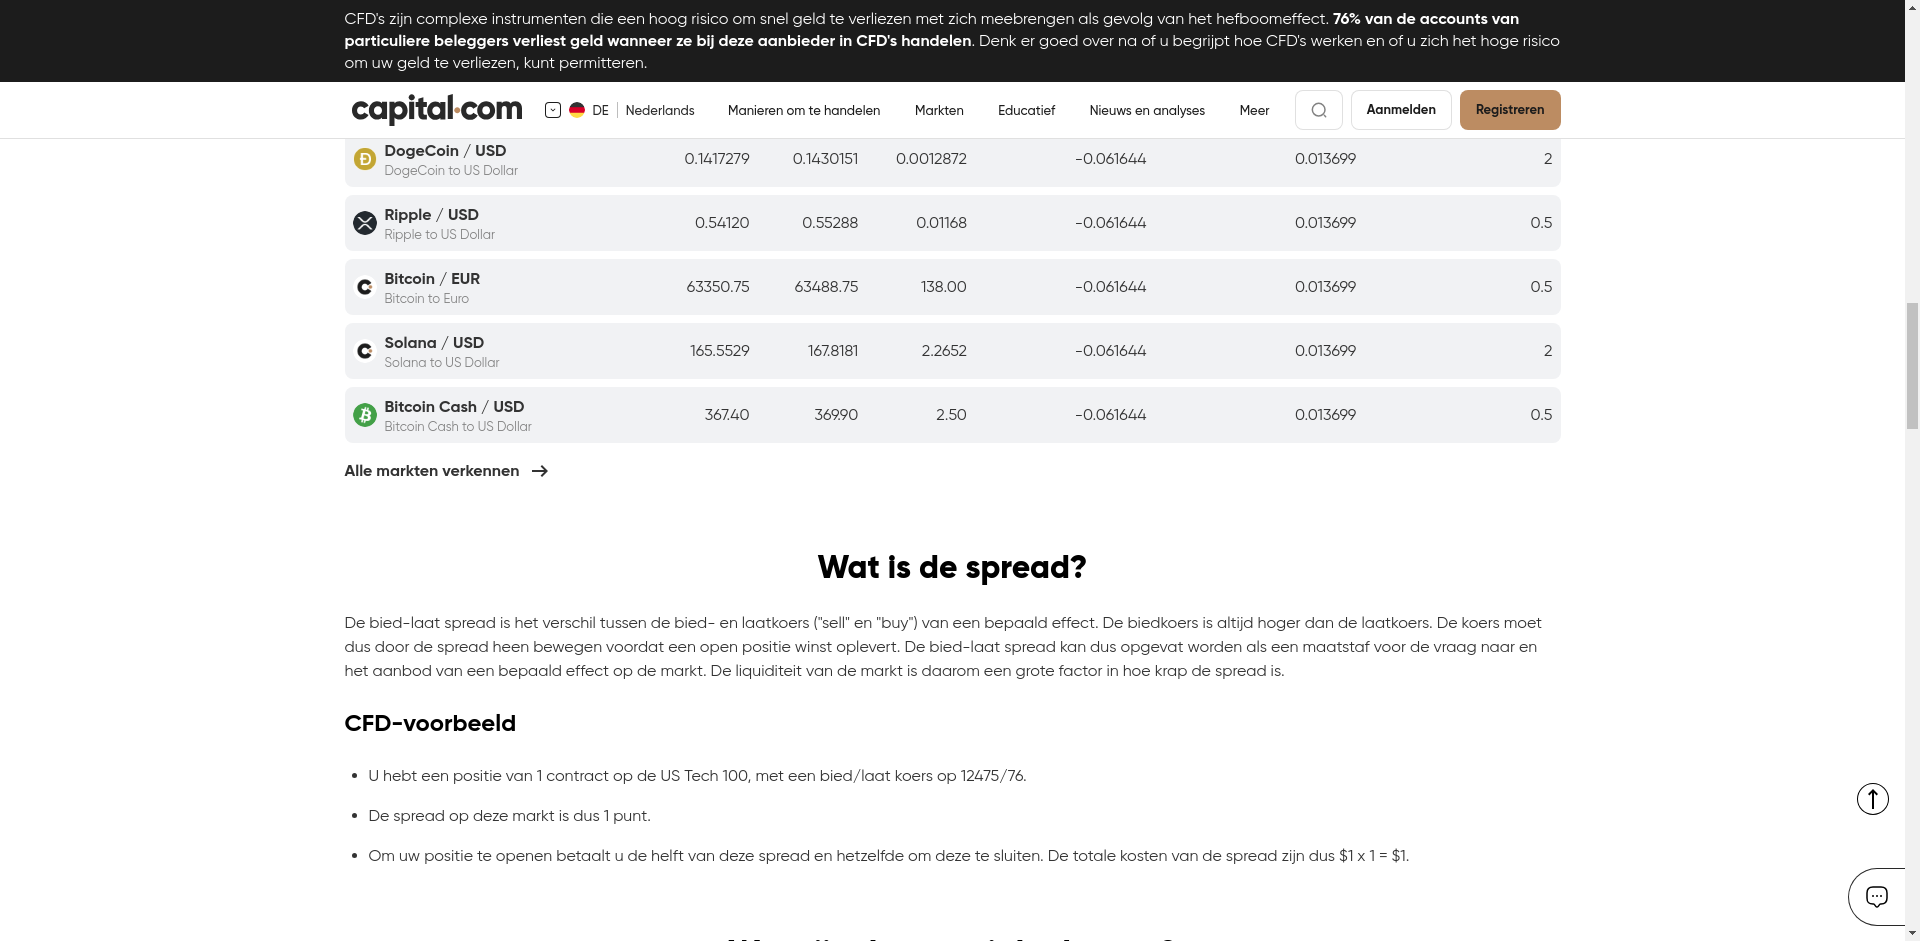 CFD's zijn complexe instrumenten die een hoog risico om snel geld te verliezen met zich meebrengen als gevolg van het hefboomeffect. 76% van de accounts van
particuliere beleggers verliest geld wanneer ze bij deze aanbieder in CFD's handelen. Denk er goed over na of u begrijpt hoe CFD's werken en of u zich het hoge risico
om uw geld te verliezen, kunt permitteren.
capital.com DE Nederlands Manieren om te handelen Markten Educatief Nieuws en analyses Meer Aanmelden Registreren
DogeCoin / USD 0.1417279 0.1430151 0.0012872 -0.061644 0.013699 2
DogeCoin to US Dollar
Ripple / USD 0.54120 0.55288 0.01168 -0.061644 0.013699 0.5
Ripple to US Dollar
Bitcoin / EUR 63350.75 63488.75 138.00 -0.061644 0.013699 0.5
Bitcoin to Euro
Solana / USD 165.5529 167.8181 2.2652 -0.061644 0.013699 2
Solana to US Dollar
Bitcoin Cash / USD 367.40 369.90 2.50 -0.061644 0.013699 0.5
Bitcoin Cash to US Dollar
Alle markten verkennen
Wat is de spread?
De bied-laat spread is het verschil tussen de bied- en laatkoers ("sell" en "buy") van een bepaald effect. De biedkoers is altijd hoger dan de laatkoers. De koers moet
dus door de spread heen bewegen voordat een open positie winst oplevert. De bied-laat spread kan dus opgevat worden als een maatstaf voor de vraag naar en
het aanbod van een bepaald effect op de markt. De liquiditeit van de markt is daarom een grote factor in hoe krap de spread is.
CFD-voorbeeld
• U hebt een positie van 1 contract op de US Tech 100, met een bied/laat koers op 12475/76.
• De spread op deze markt is dus 1 punt.
• Om uw positie te openen betaalt u de helft van deze spread en hetzelfde om deze te sluiten. De totale kosten van de spread zijn dus $1 x 1 = $1.